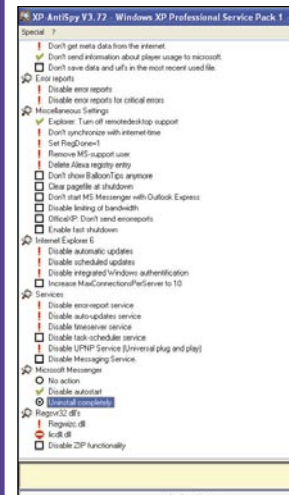 XP-AntiSpy V3.72 - Windows XP Professional Service Pack 1
Special ?
Don't get meta data from the internet
Don't send information about player usage to microsoft.
Don't save data and url's in the most recent used file.
Error reports
Disable error reports
Disable error reports for critical errors
Miscellaneous Settings
Explorer: Turn off remotedesktop support
Don't synchronize with internet-time
Set RegDone=1
Remove MS-support user
Delete Alexa registry entry
Don't show BalloonTips anymore
Clear pagefile at shutdown
Don't start MS Messenger with Outlook Express
Disable limiting of bandwidth
OfficeXP: Don't send errorreports
Enable fast shutdown
Internet Explorer 6
Disable automatic updates
Disable scheduled updates
Disable integrated Windows authentification
Increase MaxConnectionsPerServer to 10
Services
Disable error-report service
Disable auto-updates service
Disable timeserver service
Disable task-scheduler service
Disable UPNP Service (Universal plug and play)
Disable Messaging Service.
Microsoft Messenger
No action
Disable autostart
Uninstall completely
Regsvr32 dll's
Regwizc.dll
licdll.dll
Disable ZIP functionality